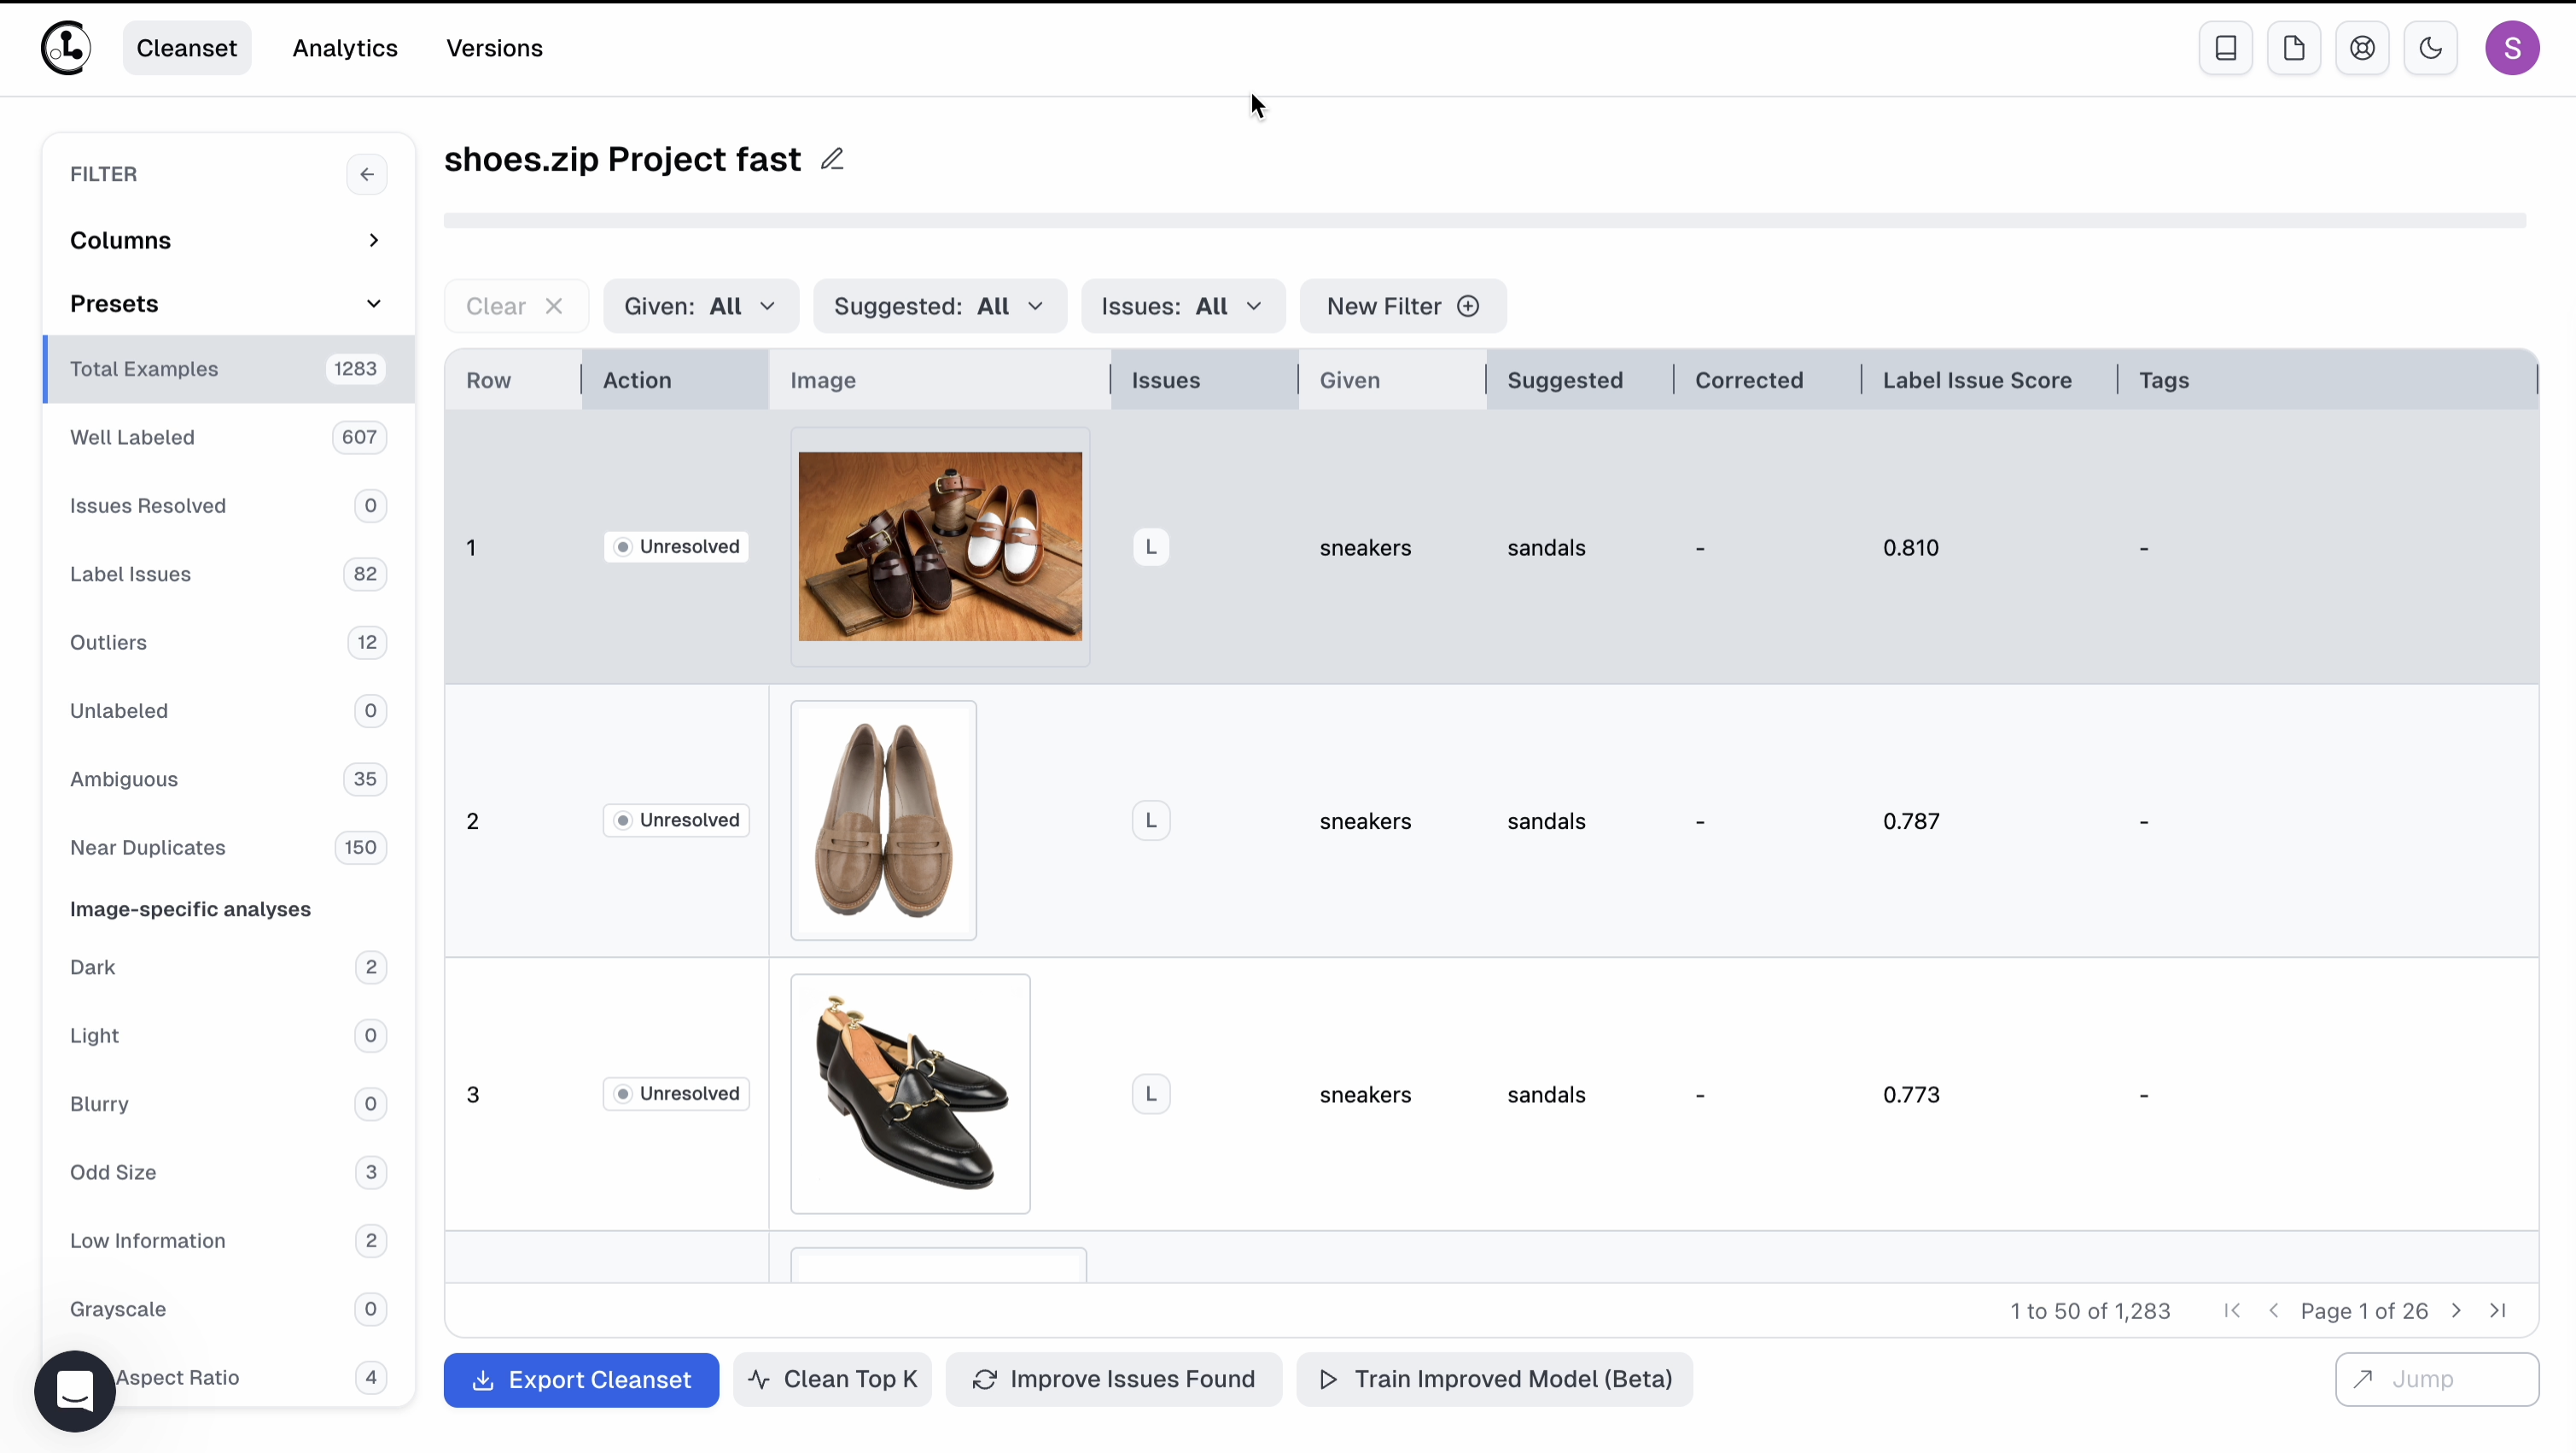 Cleanset Analytics Versions S
FILTER
Columns
Presets
Total Examples 1283
Well Labeled 607
Issues Resolved 0
Label Issues 82
Outliers 12
Unlabeled 0
Ambiguous 35
Near Duplicates 150
Image-specific analyses
Dark 2
Light 0
Blurry 0
Odd Size 3
Low Information 2
Grayscale 0
Aspect Ratio 4
shoes.zip Project fast
Clear Given: All Suggested: All Issues: All New Filter
Row Action Image Issues Given Suggested Corrected Label Issue Score Tags
1 Unresolved L sneakers sandals - 0.810 -
2 Unresolved L sneakers sandals - 0.787 -
3 Unresolved L sneakers sandals - 0.773 -
1 to 50 of 1,283 Page 1 of 26
Export Cleanset Clean Top K Improve Issues Found Train Improved Model (Beta) Jump